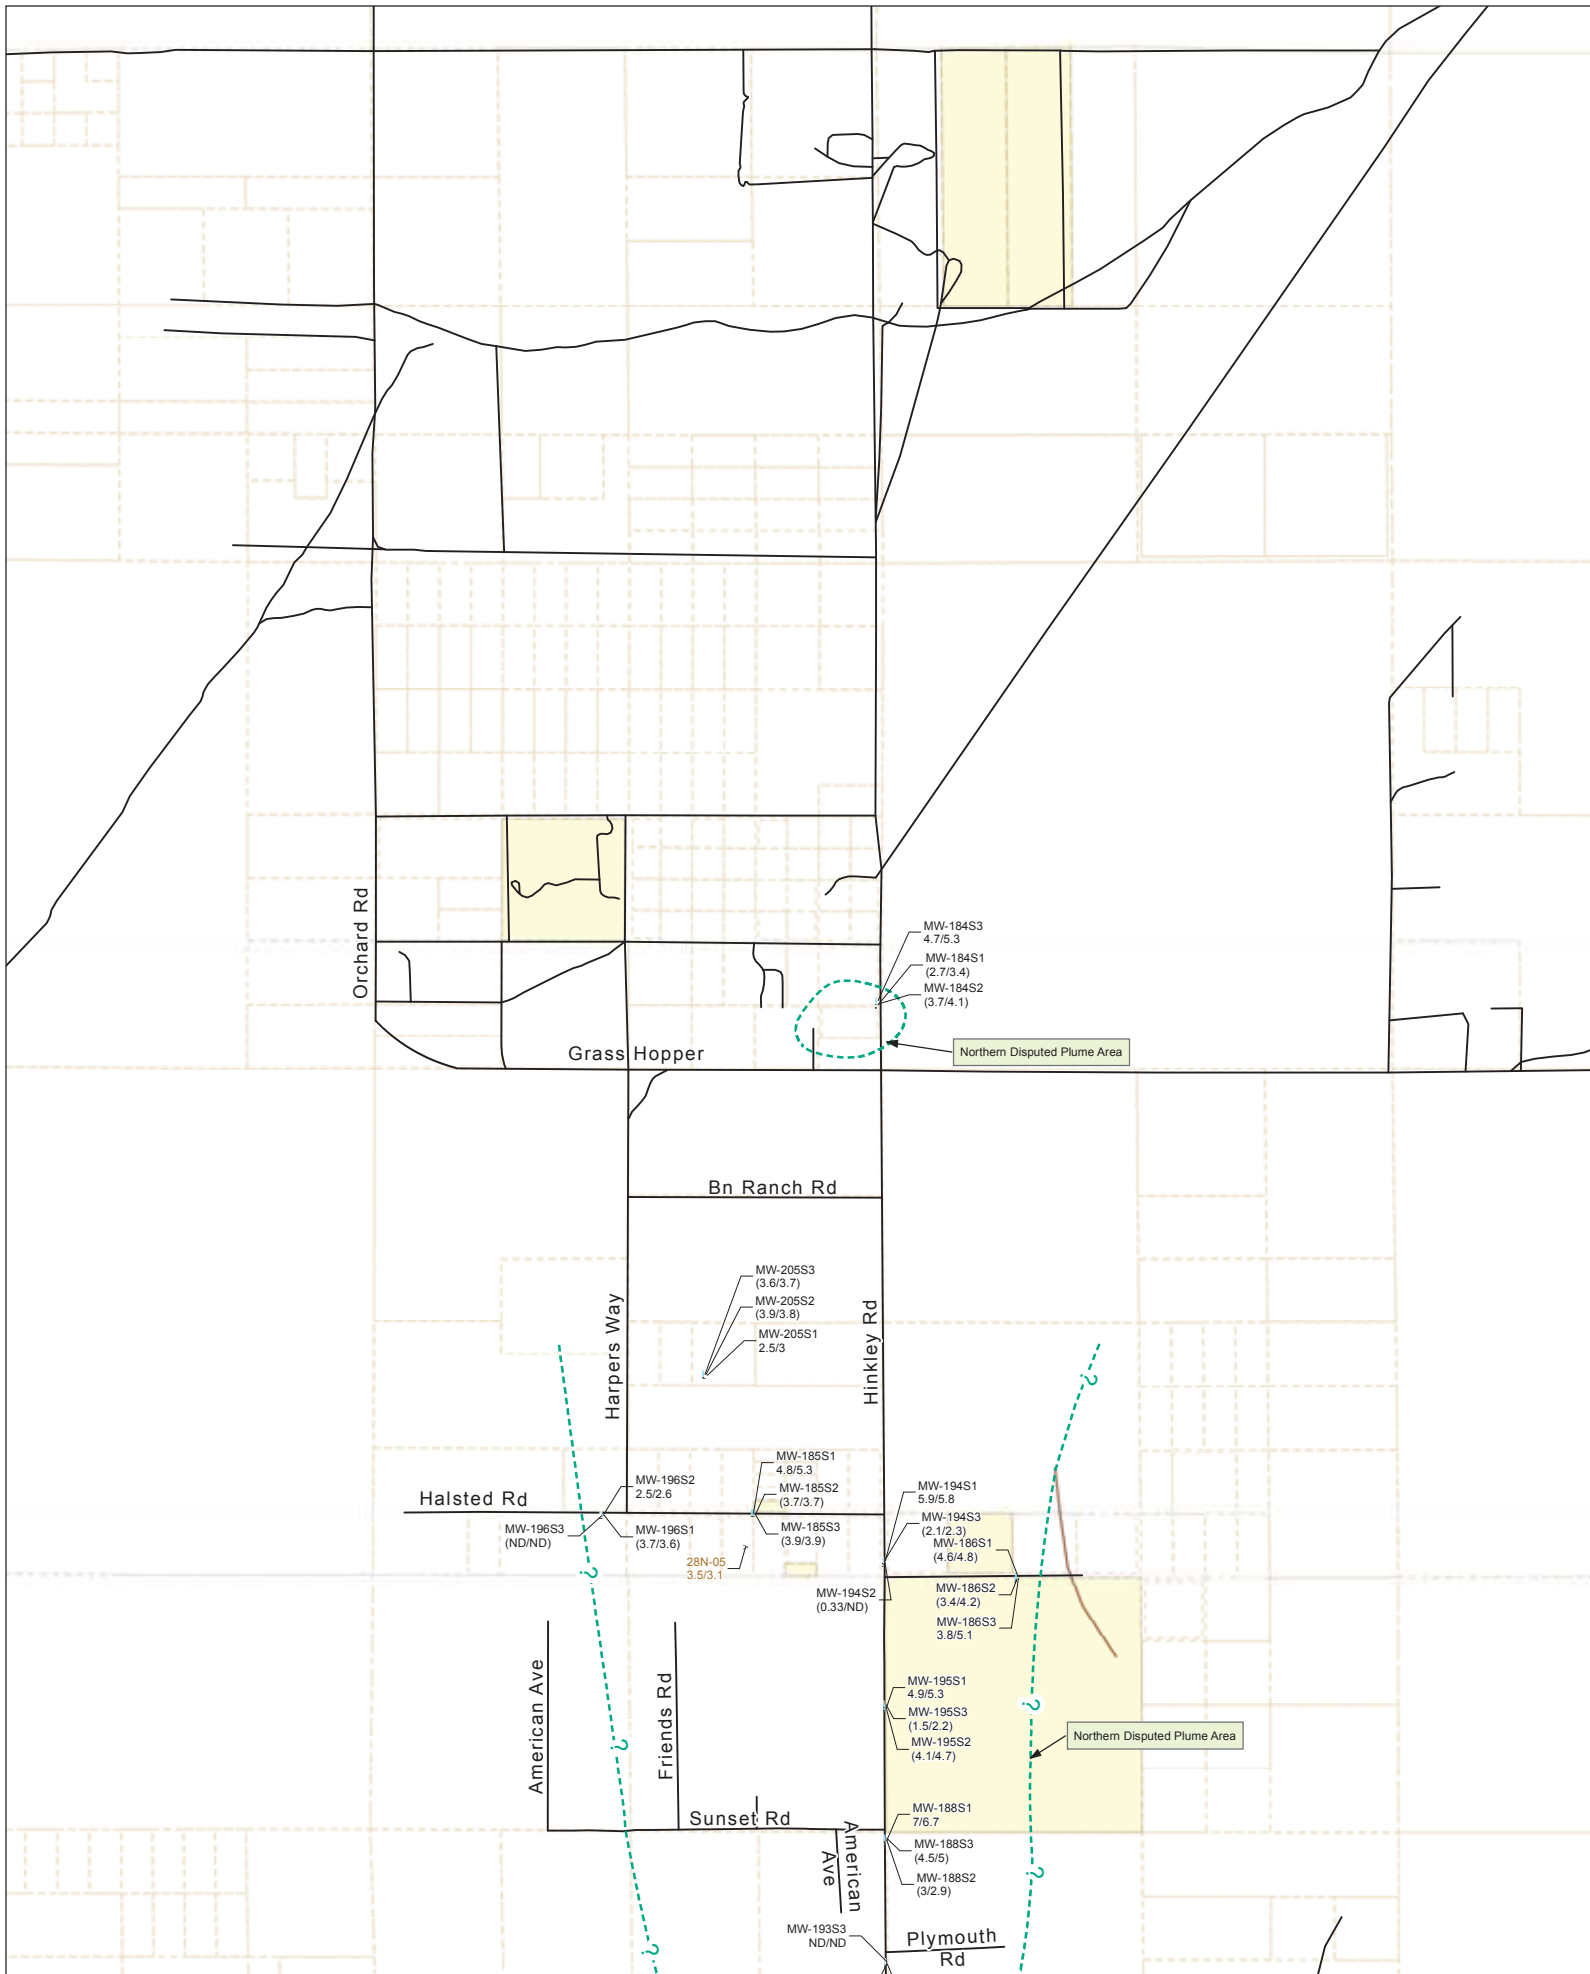 Orchard Rd
MW-184S3
4.7/5.3
MW-184S1
(2.7/3.4)
MW-184S2
(3.7/4.1)
Grass Hopper
Northern Disputed Plume Area
Bn Ranch Rd
MW-205S3
(3.6/3.7)
MW-205S2
(3.9/3.8)
MW-205S1
2.5/3
Harpers Way
Hinkley Rd
?
MW-185S1
4.8/5.3
MW-196S2
2.5/2.6
MW-185S2
(3.7/3.7)
MW-194S1
5.9/5.8
Halsted Rd
MW-196S3
(ND/ND)
MW-196S1
(3.7/3.6)
MW-185S3
(3.9/3.9)
MW-194S3
(2.1/2.3)
MW-186S1
(4.6/4.8)
28N-05
3.5/3.1
?
MW-194S2
(0.33/ND)
MW-186S2
(3.4/4.2)
MW-186S3
3.8/5.1
American Ave
Friends Rd
MW-195S1
4.9/5.3
MW-195S3
(1.5/2.2)
MW-195S2
(4.1/4.7)
?
?
Northern Disputed Plume Area
Sunset Rd
MW-188S1
7/6.7
MW-188S3
(4.5/5)
MW-188S2
(3/2.9)
American
Ave
?
MW-193S3
ND/ND
Plymouth
Rd
?